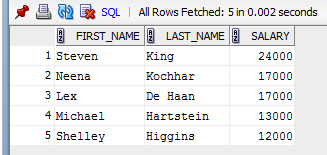 SQL | All Rows Fetched: 5 in 0.002 seconds
FIRST_NAME LAST_NAME SALARY
1 Steven King 24000
2 Neena Kochhar 17000
3 Lex De Haan 17000
4 Michael Hartstein 13000
5 Shelley Higgins 12000